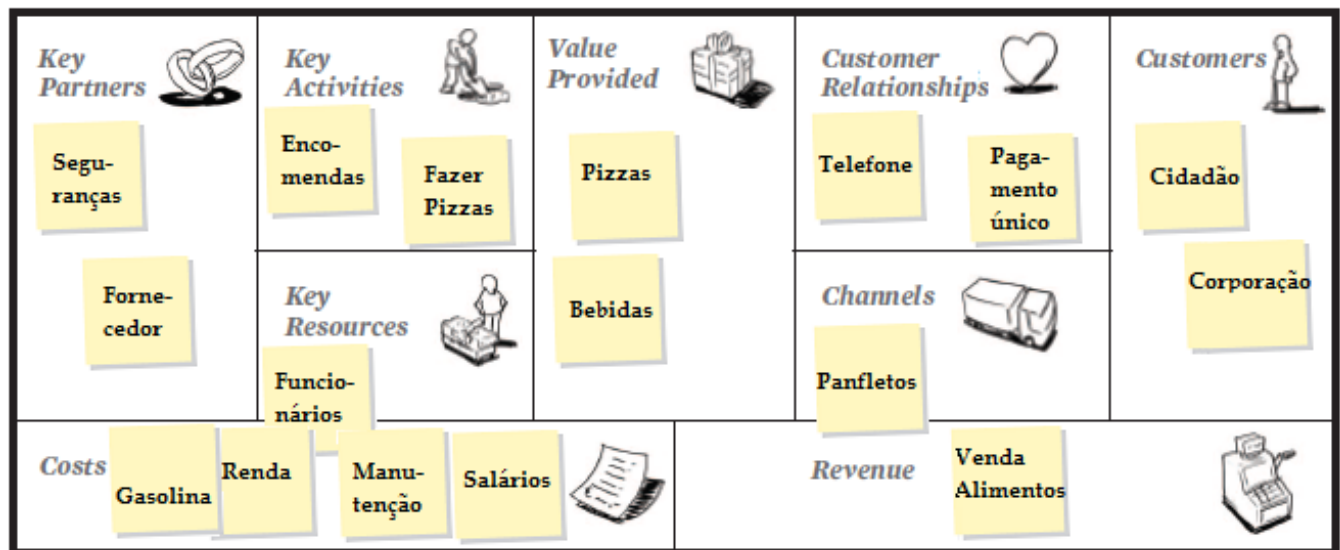 Key
Partners
Segu-
ranças
Forne-
cedor
Key
Activities
Enco-
mendas
Fazer
Pizzas
Key
Resources
Funcio-
nários
Value
Provided
Pizzas
Bebidas
Customer
Relationships
Telefone
Paga-
mento
único
Channels
Panfletos
Customers
Cidadão
Corporação
Costs
Gasolina
Renda
Manu-
tenção
Salários
Revenue
Venda
Alimentos